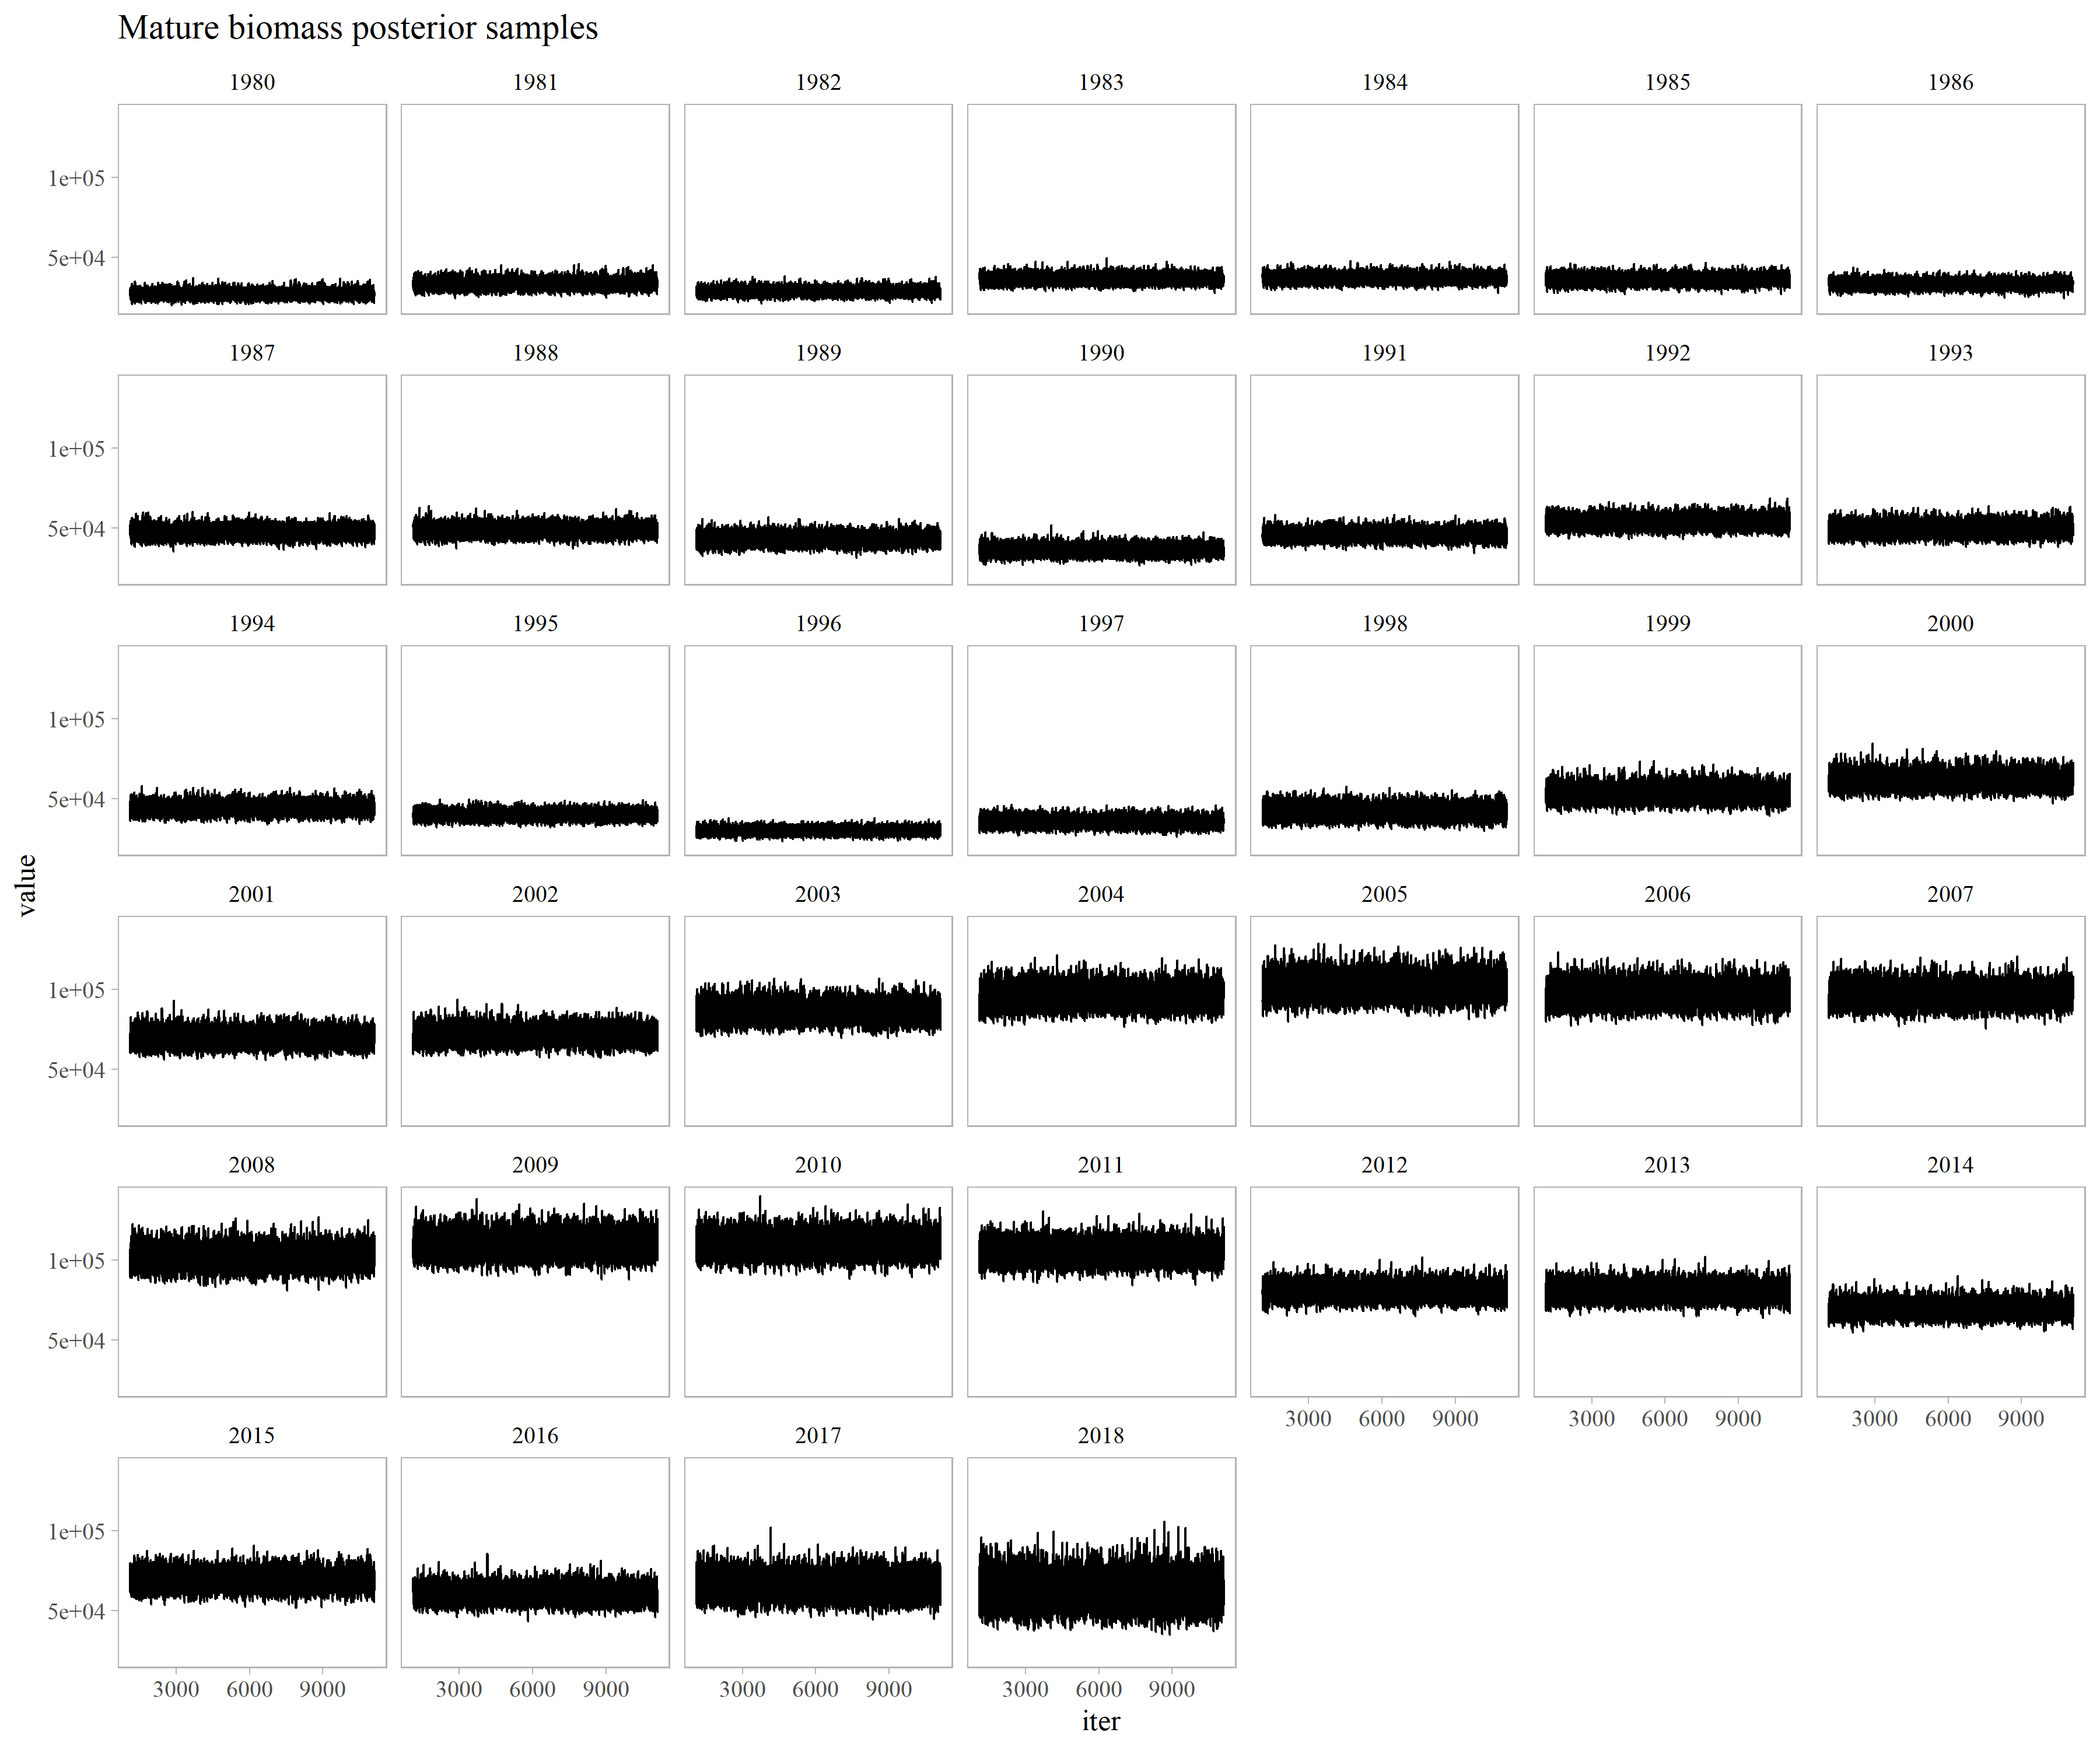 Mature biomass posterior samples
1980 1981 1982 1983 1984 1985 1986
1e+05
5e+04
1987 1988 1989 1990 1991 1992 1993
1e+05
5e+04
1994 1995 1996 1997 1998 1999 2000
1e+05
5e+04
value
2001 2002 2003 2004 2005 2006 2007
1e+05
5e+04
2008 2009 2010 2011 2012 2013 2014
1e+05
5e+04
3000 6000 9000 3000 6000 9000 3000 6000 9000
2015 2016 2017 2018
1e+05
5e+04
3000 6000 9000 3000 6000 9000 3000 6000 9000 3000 6000 9000
iter